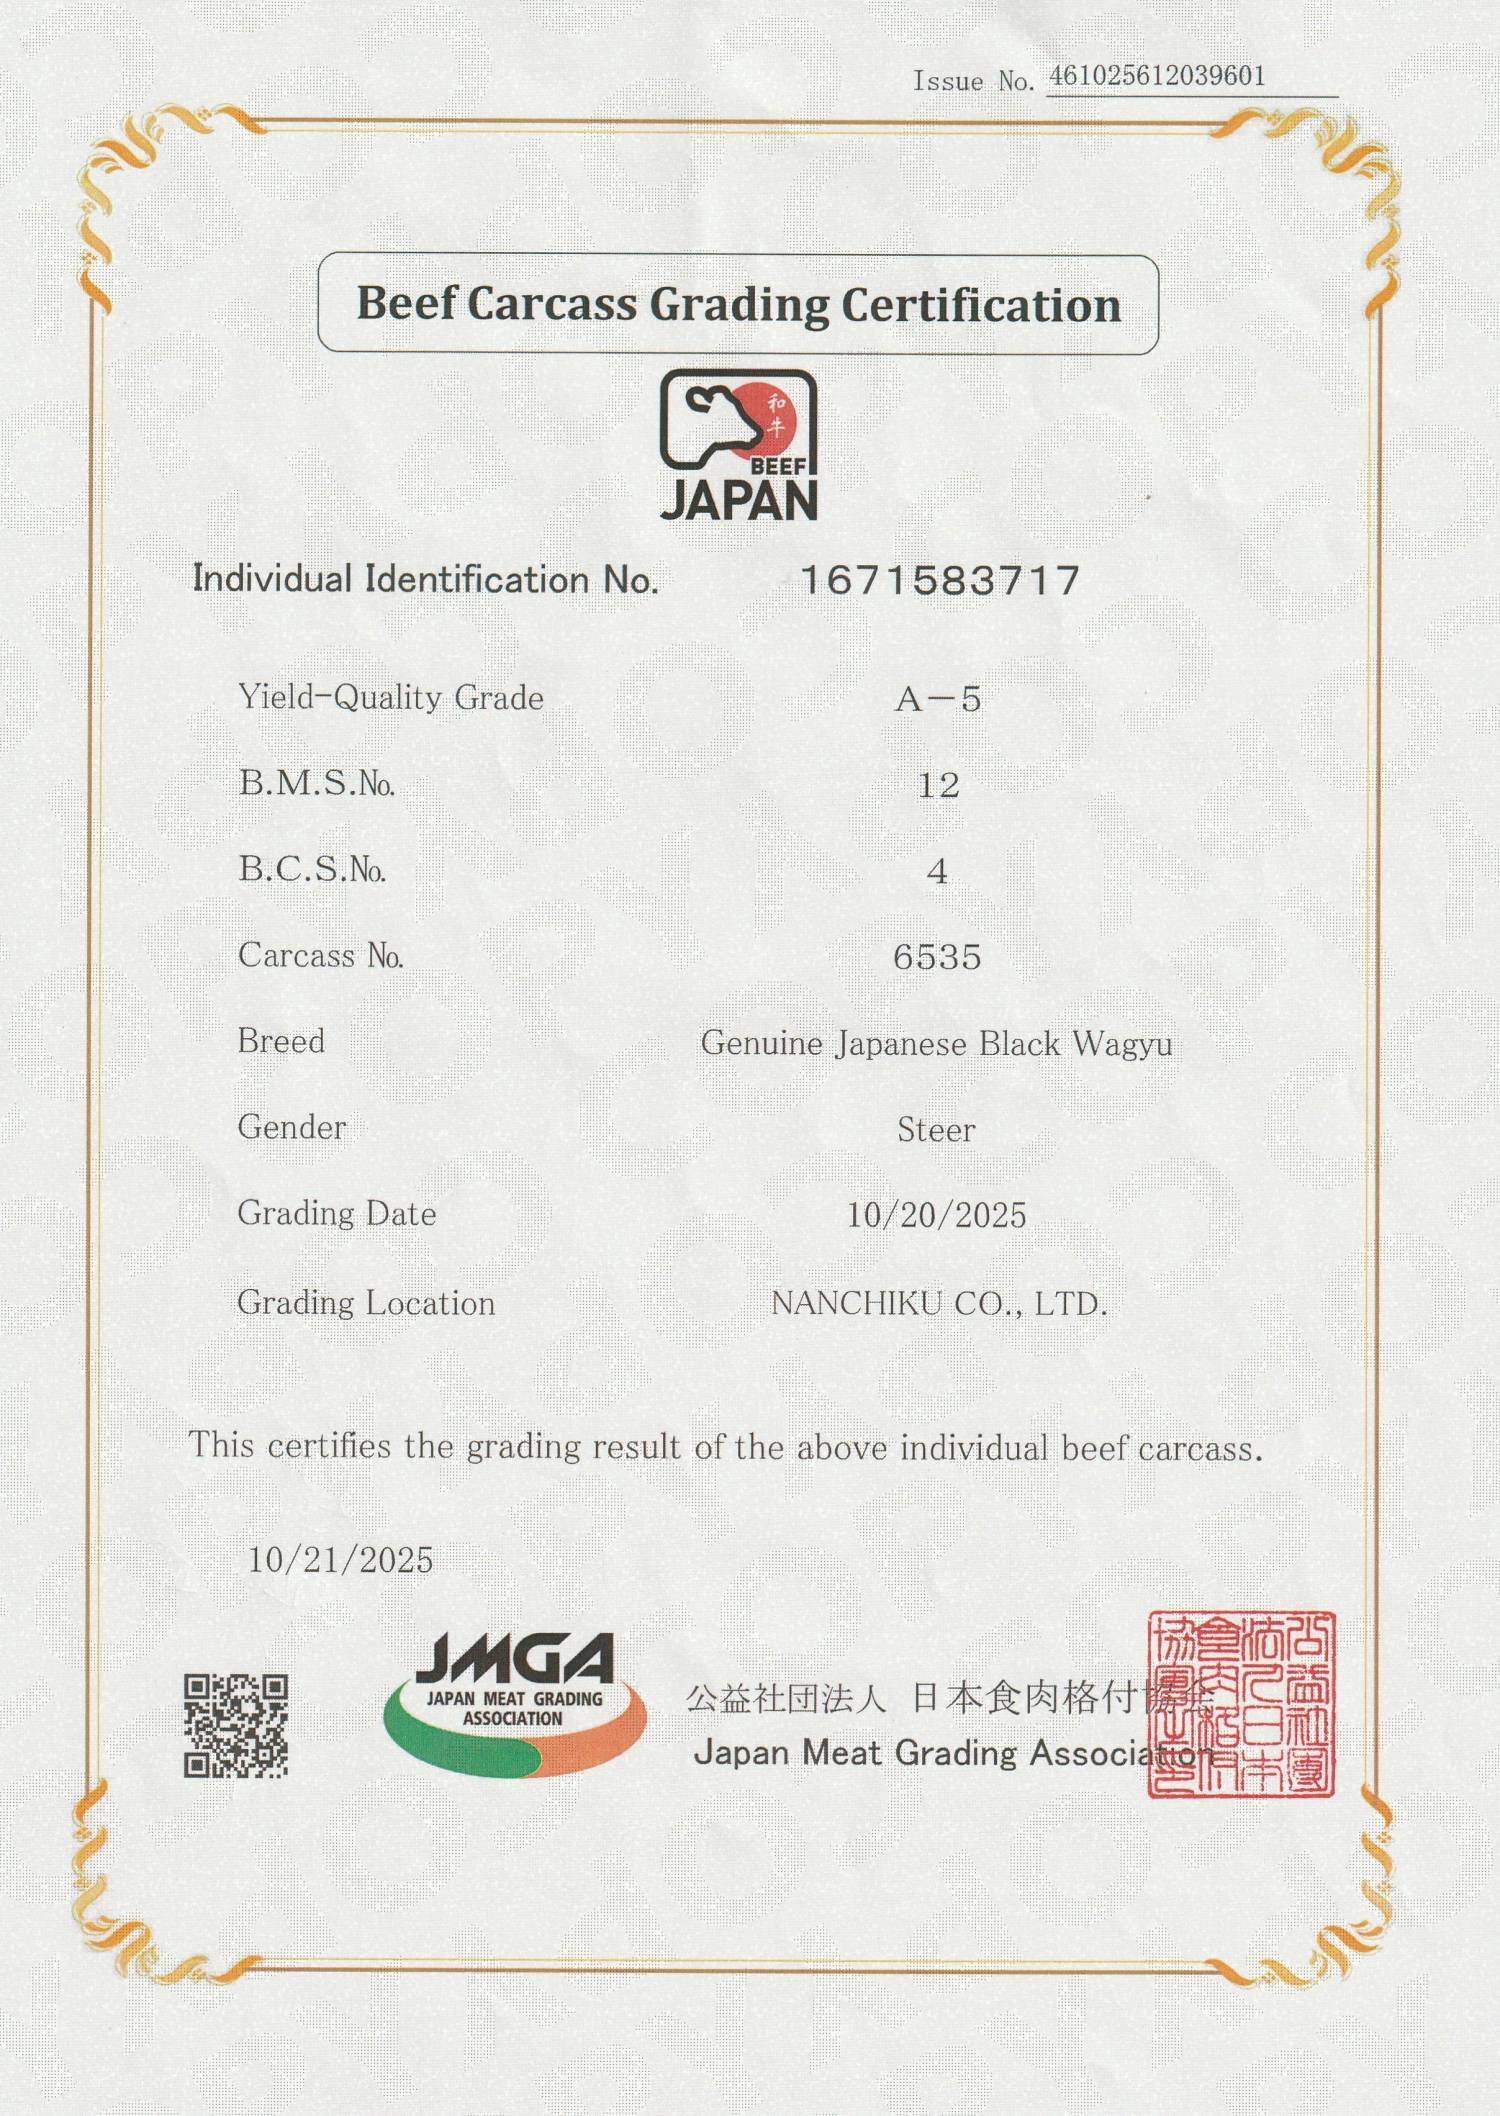 Issue No. 461025612039601
Beef Carcass Grading Certification
和
牛
BEEF
JAPAN
Individual Identification No. 1671583717
Yield-Quality Grade A-5
B.M.S.No. 12
B.C.S.No. 4
Carcass No. 6535
Breed Genuine Japanese Black Wagyu
Gender Steer
Grading Date 10/20/2025
Grading Location NANCHIKU CO., LTD.
This certifies the grading result of the above individual beef carcass.
10/21/2025
JMGA
JAPAN MEAT GRADING
ASSOCIATION
公益社団法人 日本食肉格付協会
Japan Meat Grading Association